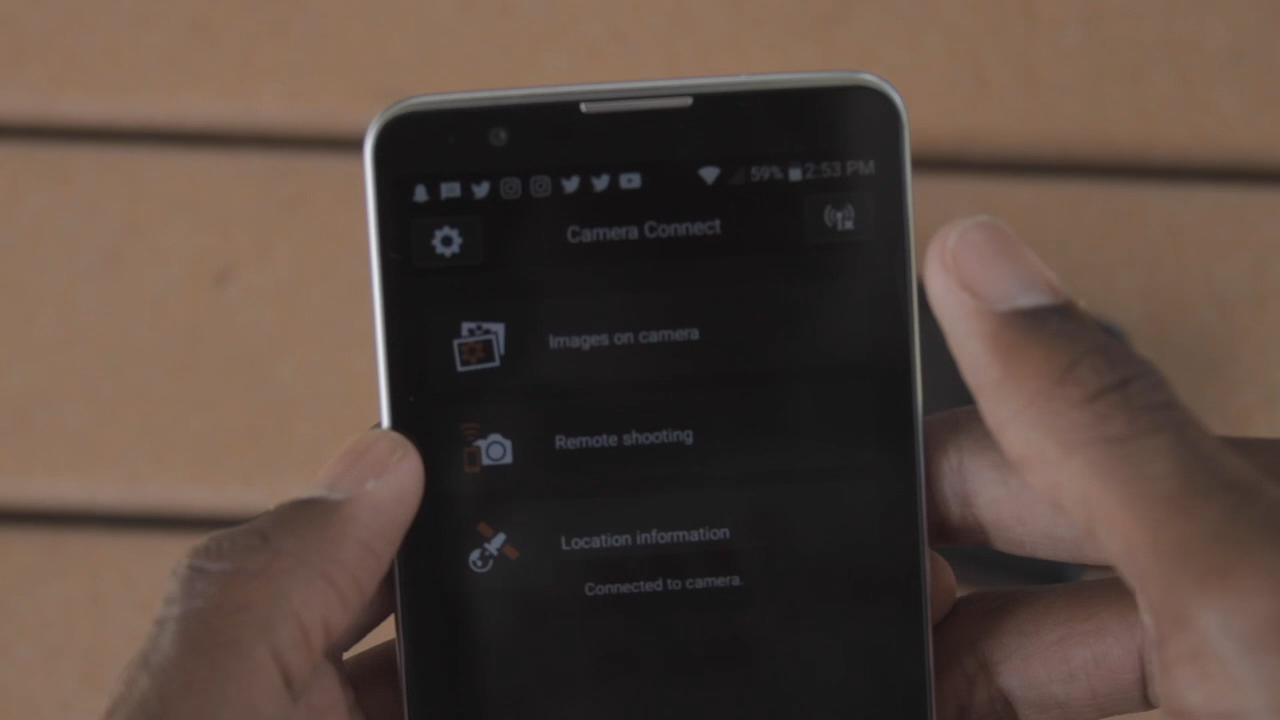 59% 2:53 PM
Camera Connect
Images on camera
Remote shooting
Location information
Connected to camera.